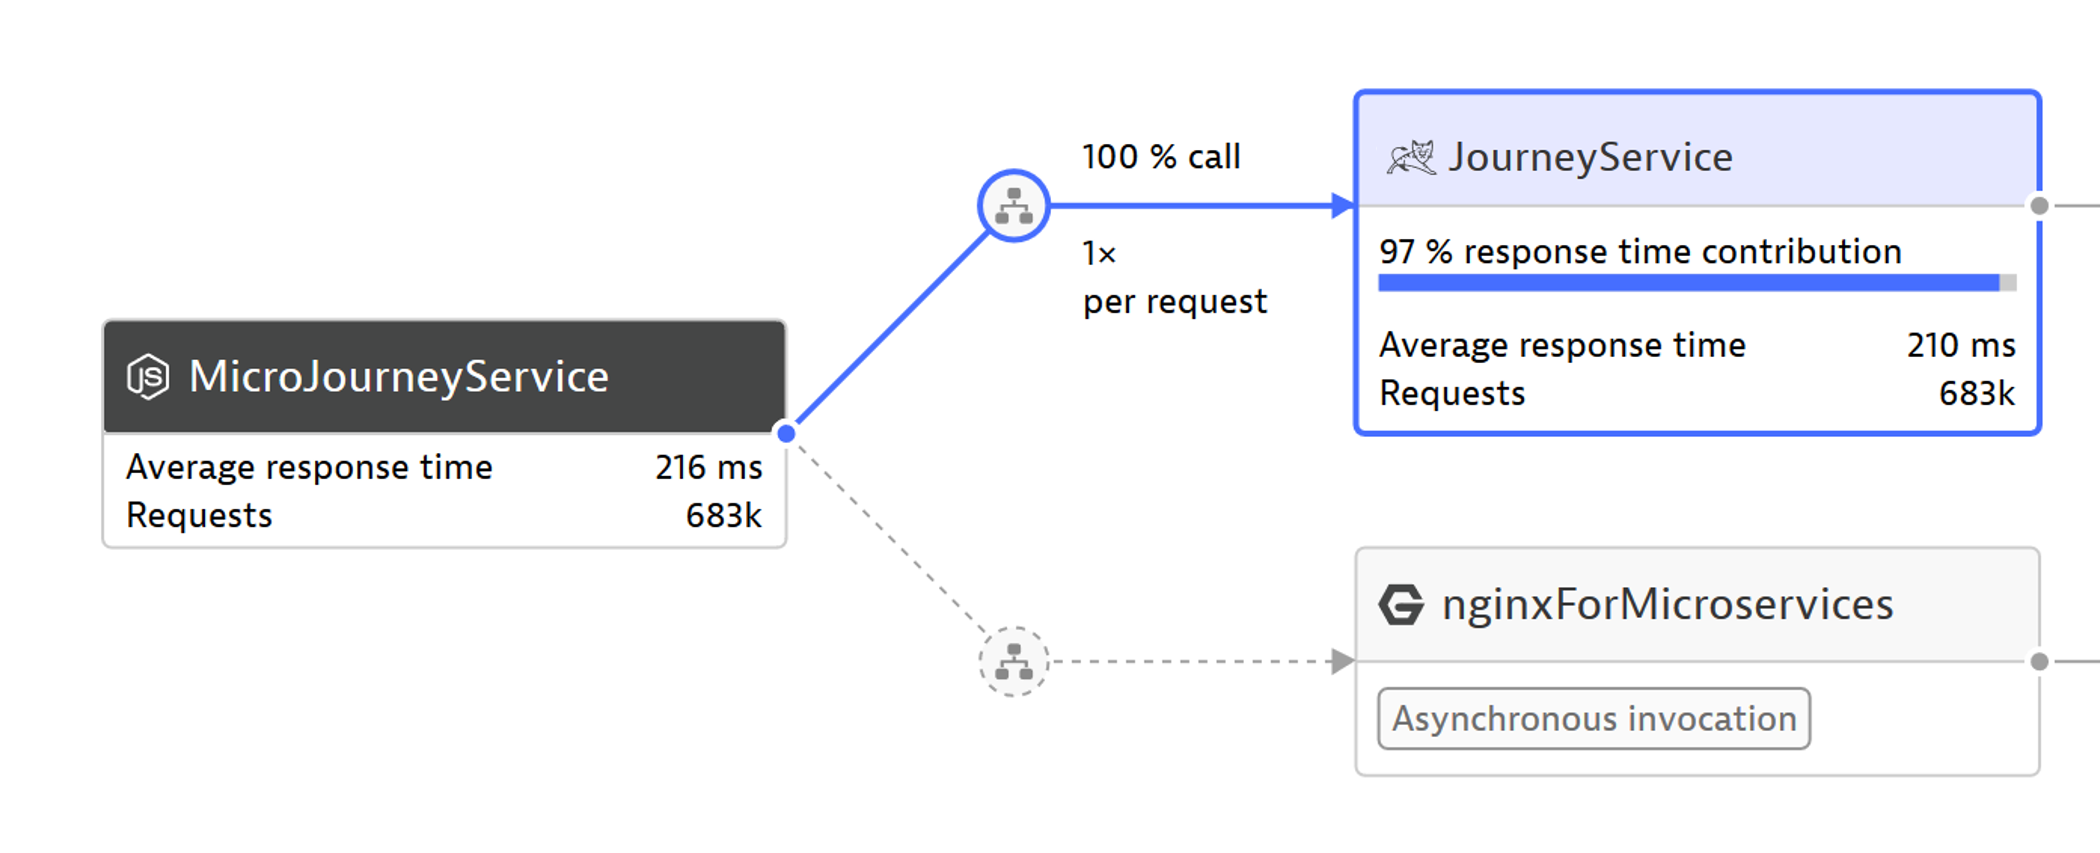 100 % call
1×
per request
JourneyService
97 % response time contribution
Average response time 210 ms
Requests 683k
JS MicroJourneyService
Average response time 216 ms
Requests 683k
nginxForMicroservices
Asynchronous invocation